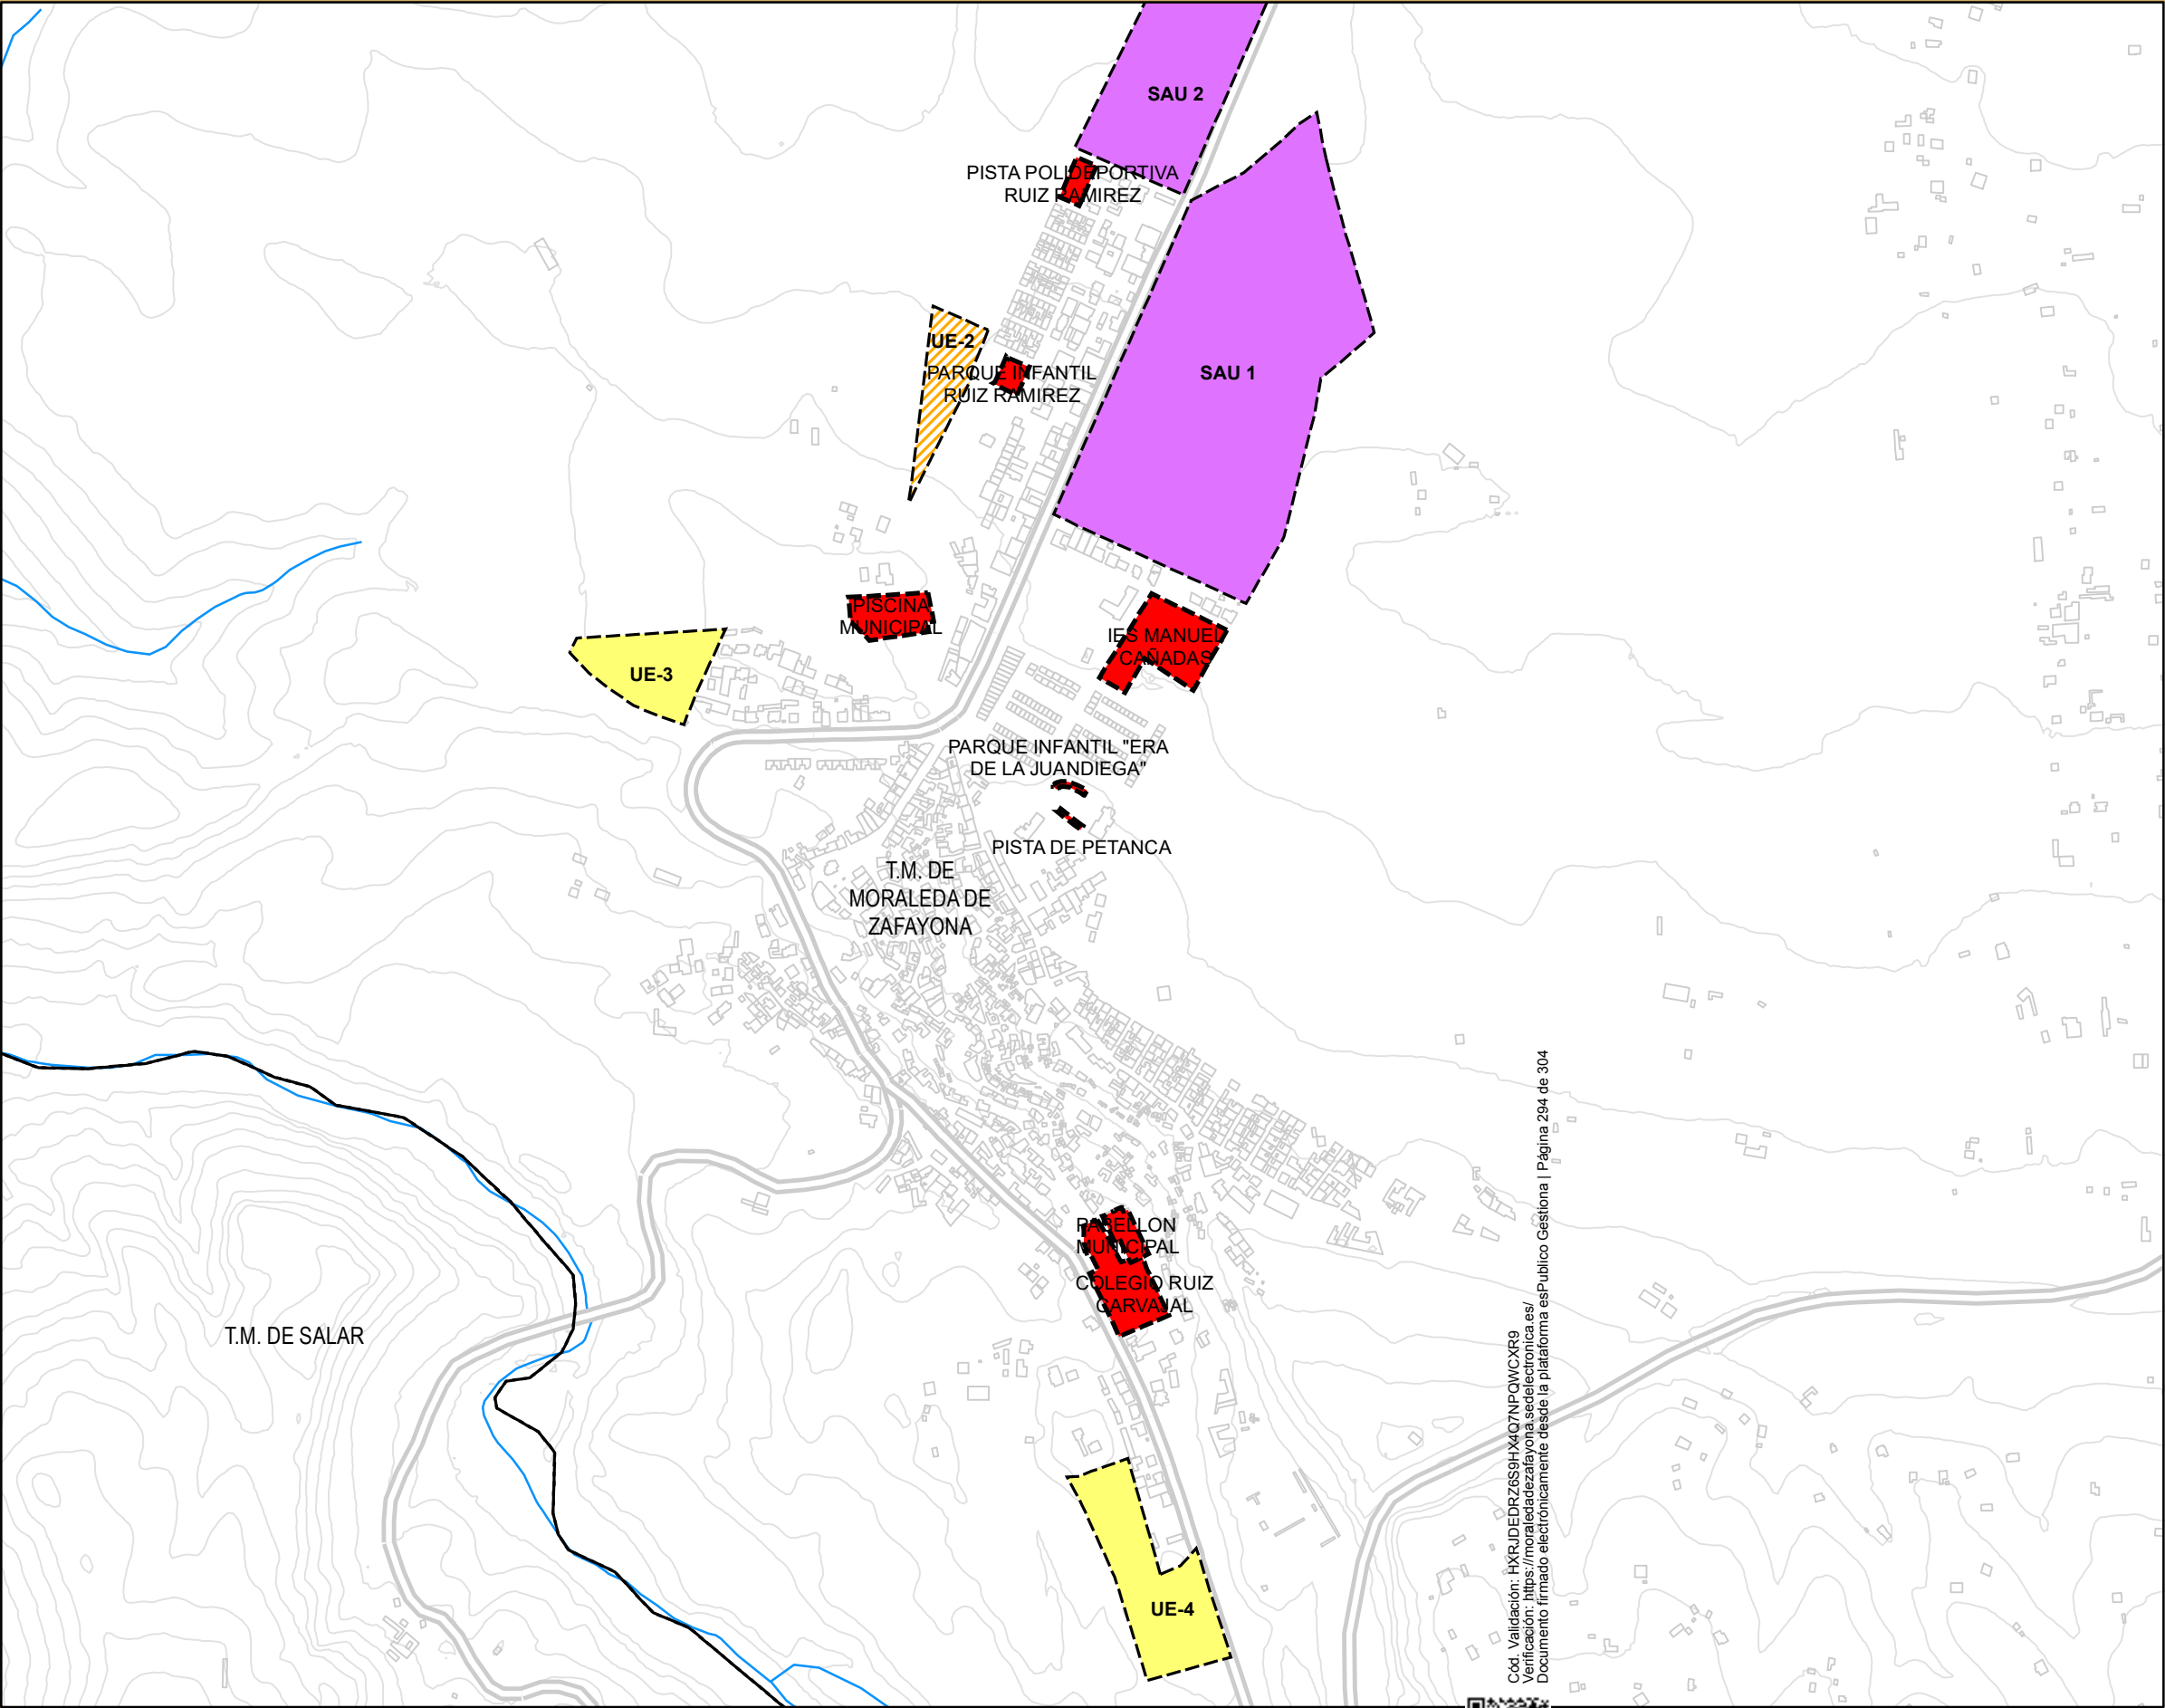 SAU 2
PISTA POLIDEPORTIVA
RUIZ RAMIREZ
UE-2
PARQUE INFANTIL
RUIZ RAMIREZ
SAU 1
PISCINA
MUNICIPAL
IES MANUEL
CAÑADAS
UE-3
PARQUE INFANTIL "ERA
DE LA JUANDIEGA"
PISTA DE PETANCA
T.M. DE
MORALEDA DE
ZAFAYONA
PABELLON
MUNICIPAL
COLEGIO RUIZ
CARVAJAL
T.M. DE SALAR
UE-4
Cód. Validación: HXRJDEDRZ6S9HX4Q7NPQWCXR9
Verificación: https://moraledadezafayona.sedelectronica.es/
Documento firmado electrónicamente desde la plataforma esPublico Gestiona | Página 294 de 304